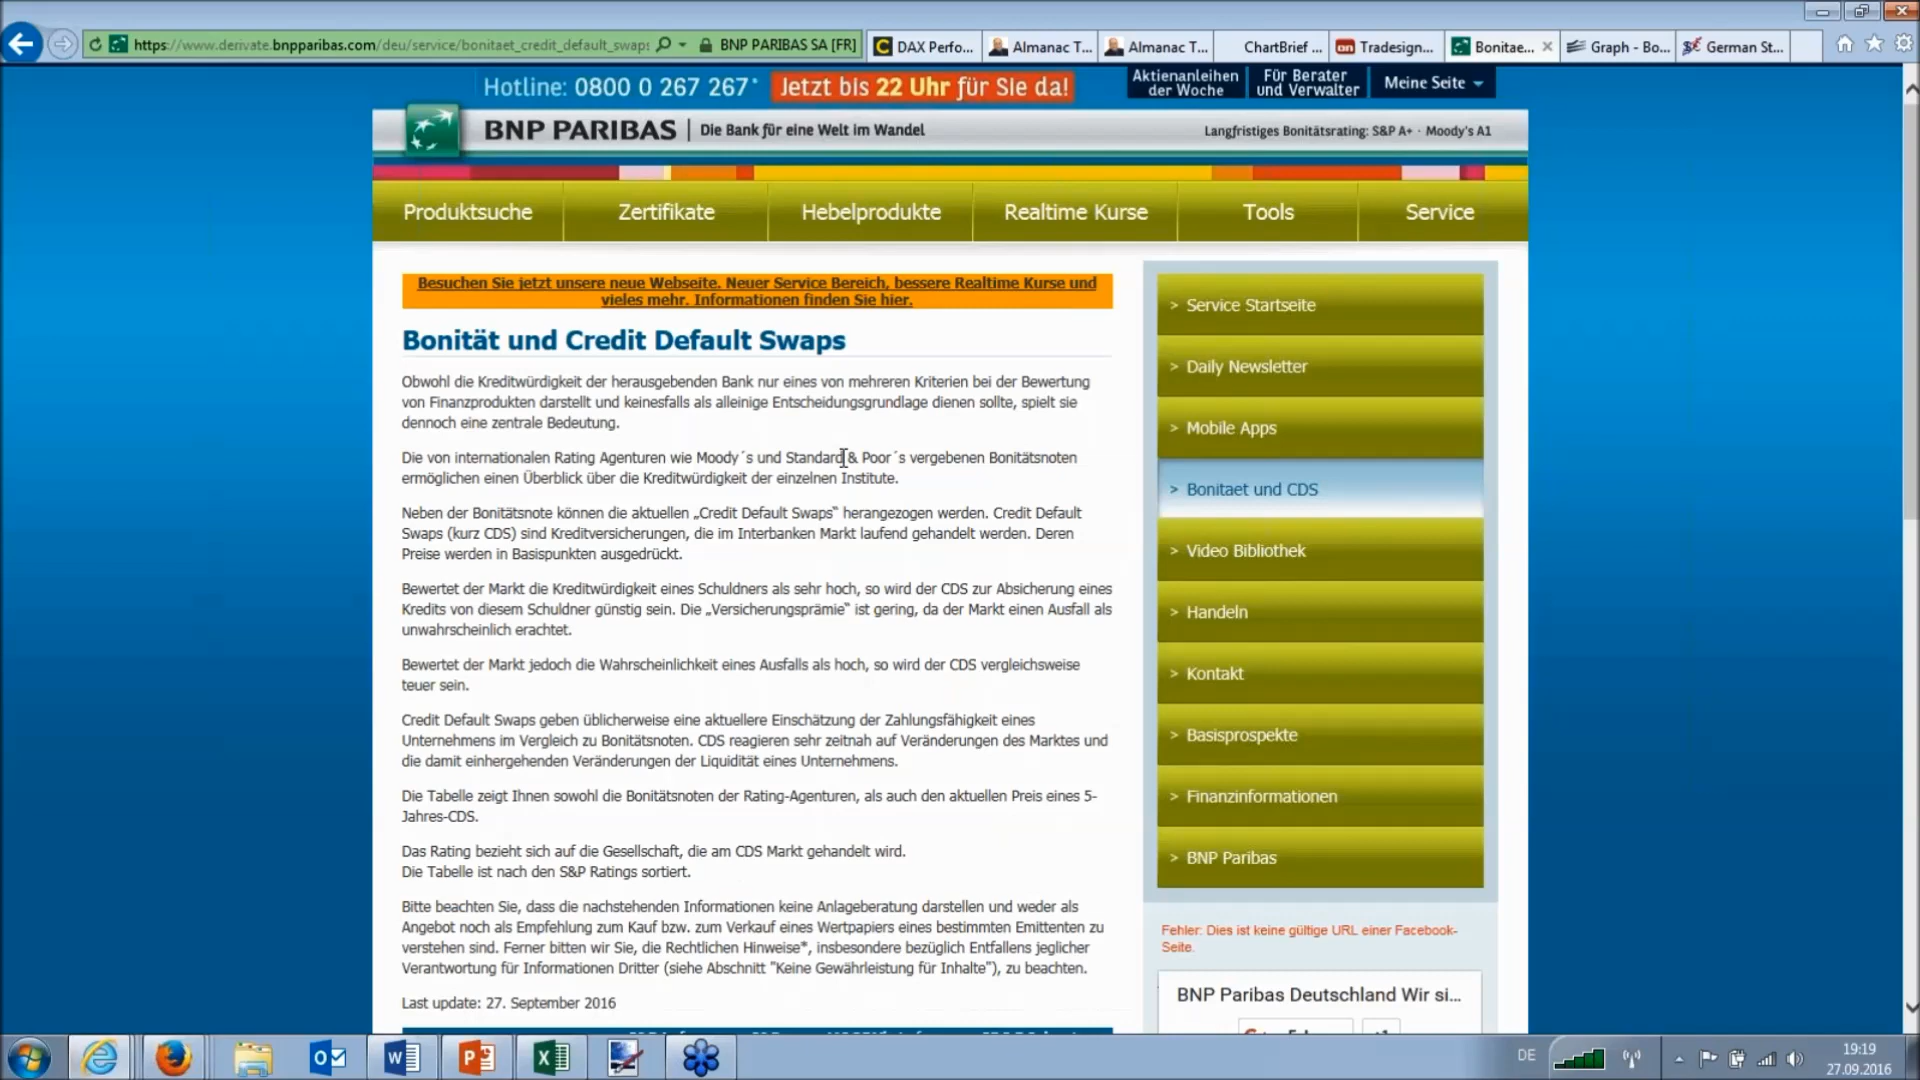 https://www.derivate.bnpparibas.com/deu/service/bonitaet_credit_default_swaps
BNP PARIBAS SA [FR]
DAX Perfo...
Almanac T...
Almanac T...
ChartBrief ...
Tradesign...
Bonitae...
Graph - Bo...
German St...
Hotline: 0800 0 267 267*
Jetzt bis 22 Uhr für SIe da!
Aktienanleihen
der Woche
Für Berater
und Verwalter
Meine Seite
BNP PARIBAS | Die Bank für eine Welt im Wandel
Langfristiges Bonitätsrating: S&P A+ · Moody's A1
Produktsuche
Zertifikate
Hebelprodukte
Realtime Kurse
Tools
Service
Besuchen Sie jetzt unsere neue Webseite. Neuer Service Bereich, bessere Realtime Kurse und
vieles mehr. Informationen finden Sie hier.
Bonität und Credit Default Swaps
Obwohl die Kreditwürdigkeit der herausgebenden Bank nur eines von mehreren Kriterien bei der Bewertung
von Finanzprodukten darstellt und keinesfalls als alleinige Entscheidungsgrundlage dienen sollte, spielt sie
dennoch eine zentrale Bedeutung.
Die von internationalen Rating Agenturen wie Moody´s und Standard & Poor´s vergebenen Bonitätsnoten
ermöglichen einen Überblick über die Kreditwürdigkeit der einzelnen Institute.
Neben der Bonitätsnote können die aktuellen „Credit Default Swaps“ herangezogen werden. Credit Default
Swaps (kurz CDS) sind Kreditversicherungen, die im Interbanken Markt laufend gehandelt werden. Deren
Preise werden in Basispunkten ausgedrückt.
Bewertet der Markt die Kreditwürdigkeit eines Schuldners als sehr hoch, so wird der CDS zur Absicherung eines
Kredits von diesem Schuldner günstig sein. Die „Versicherungsprämie“ ist gering, da der Markt einen Ausfall als
unwahrscheinlich erachtet.
Bewertet der Markt jedoch die Wahrscheinlichkeit eines Ausfalls als hoch, so wird der CDS vergleichsweise
teuer sein.
Credit Default Swaps geben üblicherweise eine aktuellere Einschätzung der Zahlungsfähigkeit eines
Unternehmens im Vergleich zu Bonitätsnoten. CDS reagieren sehr zeitnah auf Veränderungen des Marktes und
die damit einhergehenden Veränderungen der Liquidität eines Unternehmens.
Die Tabelle zeigt Ihnen sowohl die Bonitätsnoten der Rating-Agenturen, als auch den aktuellen Preis eines 5-
Jahres-CDS.
Das Rating bezieht sich auf die Gesellschaft, die am CDS Markt gehandelt wird.
Die Tabelle ist nach den S&P Ratings sortiert.
Bitte beachten Sie, dass die nachstehenden Informationen keine Anlageberatung darstellen und weder als
Angebot noch als Empfehlung zum Kauf bzw. zum Verkauf eines Wertpapiers eines bestimmten Emittenten zu
verstehen sind. Ferner bitten wir Sie, die Rechtlichen Hinweise*, insbesondere bezüglich Entfallens jeglicher
Verantwortung für Informationen Dritter (siehe Abschnitt "Keine Gewährleistung für Inhalte"), zu beachten.
Last update: 27. September 2016
> Service Startseite
> Daily Newsletter
> Mobile Apps
> Bonitaet und CDS
> Video Bibliothek
> Handeln
> Kontakt
> Basisprospekte
> Finanzinformationen
> BNP Paribas
Fehler: Dies ist keine gültige URL einer Facebook-
Seite.
BNP Paribas Deutschland Wir si...
DE
19:19
27.09.2016